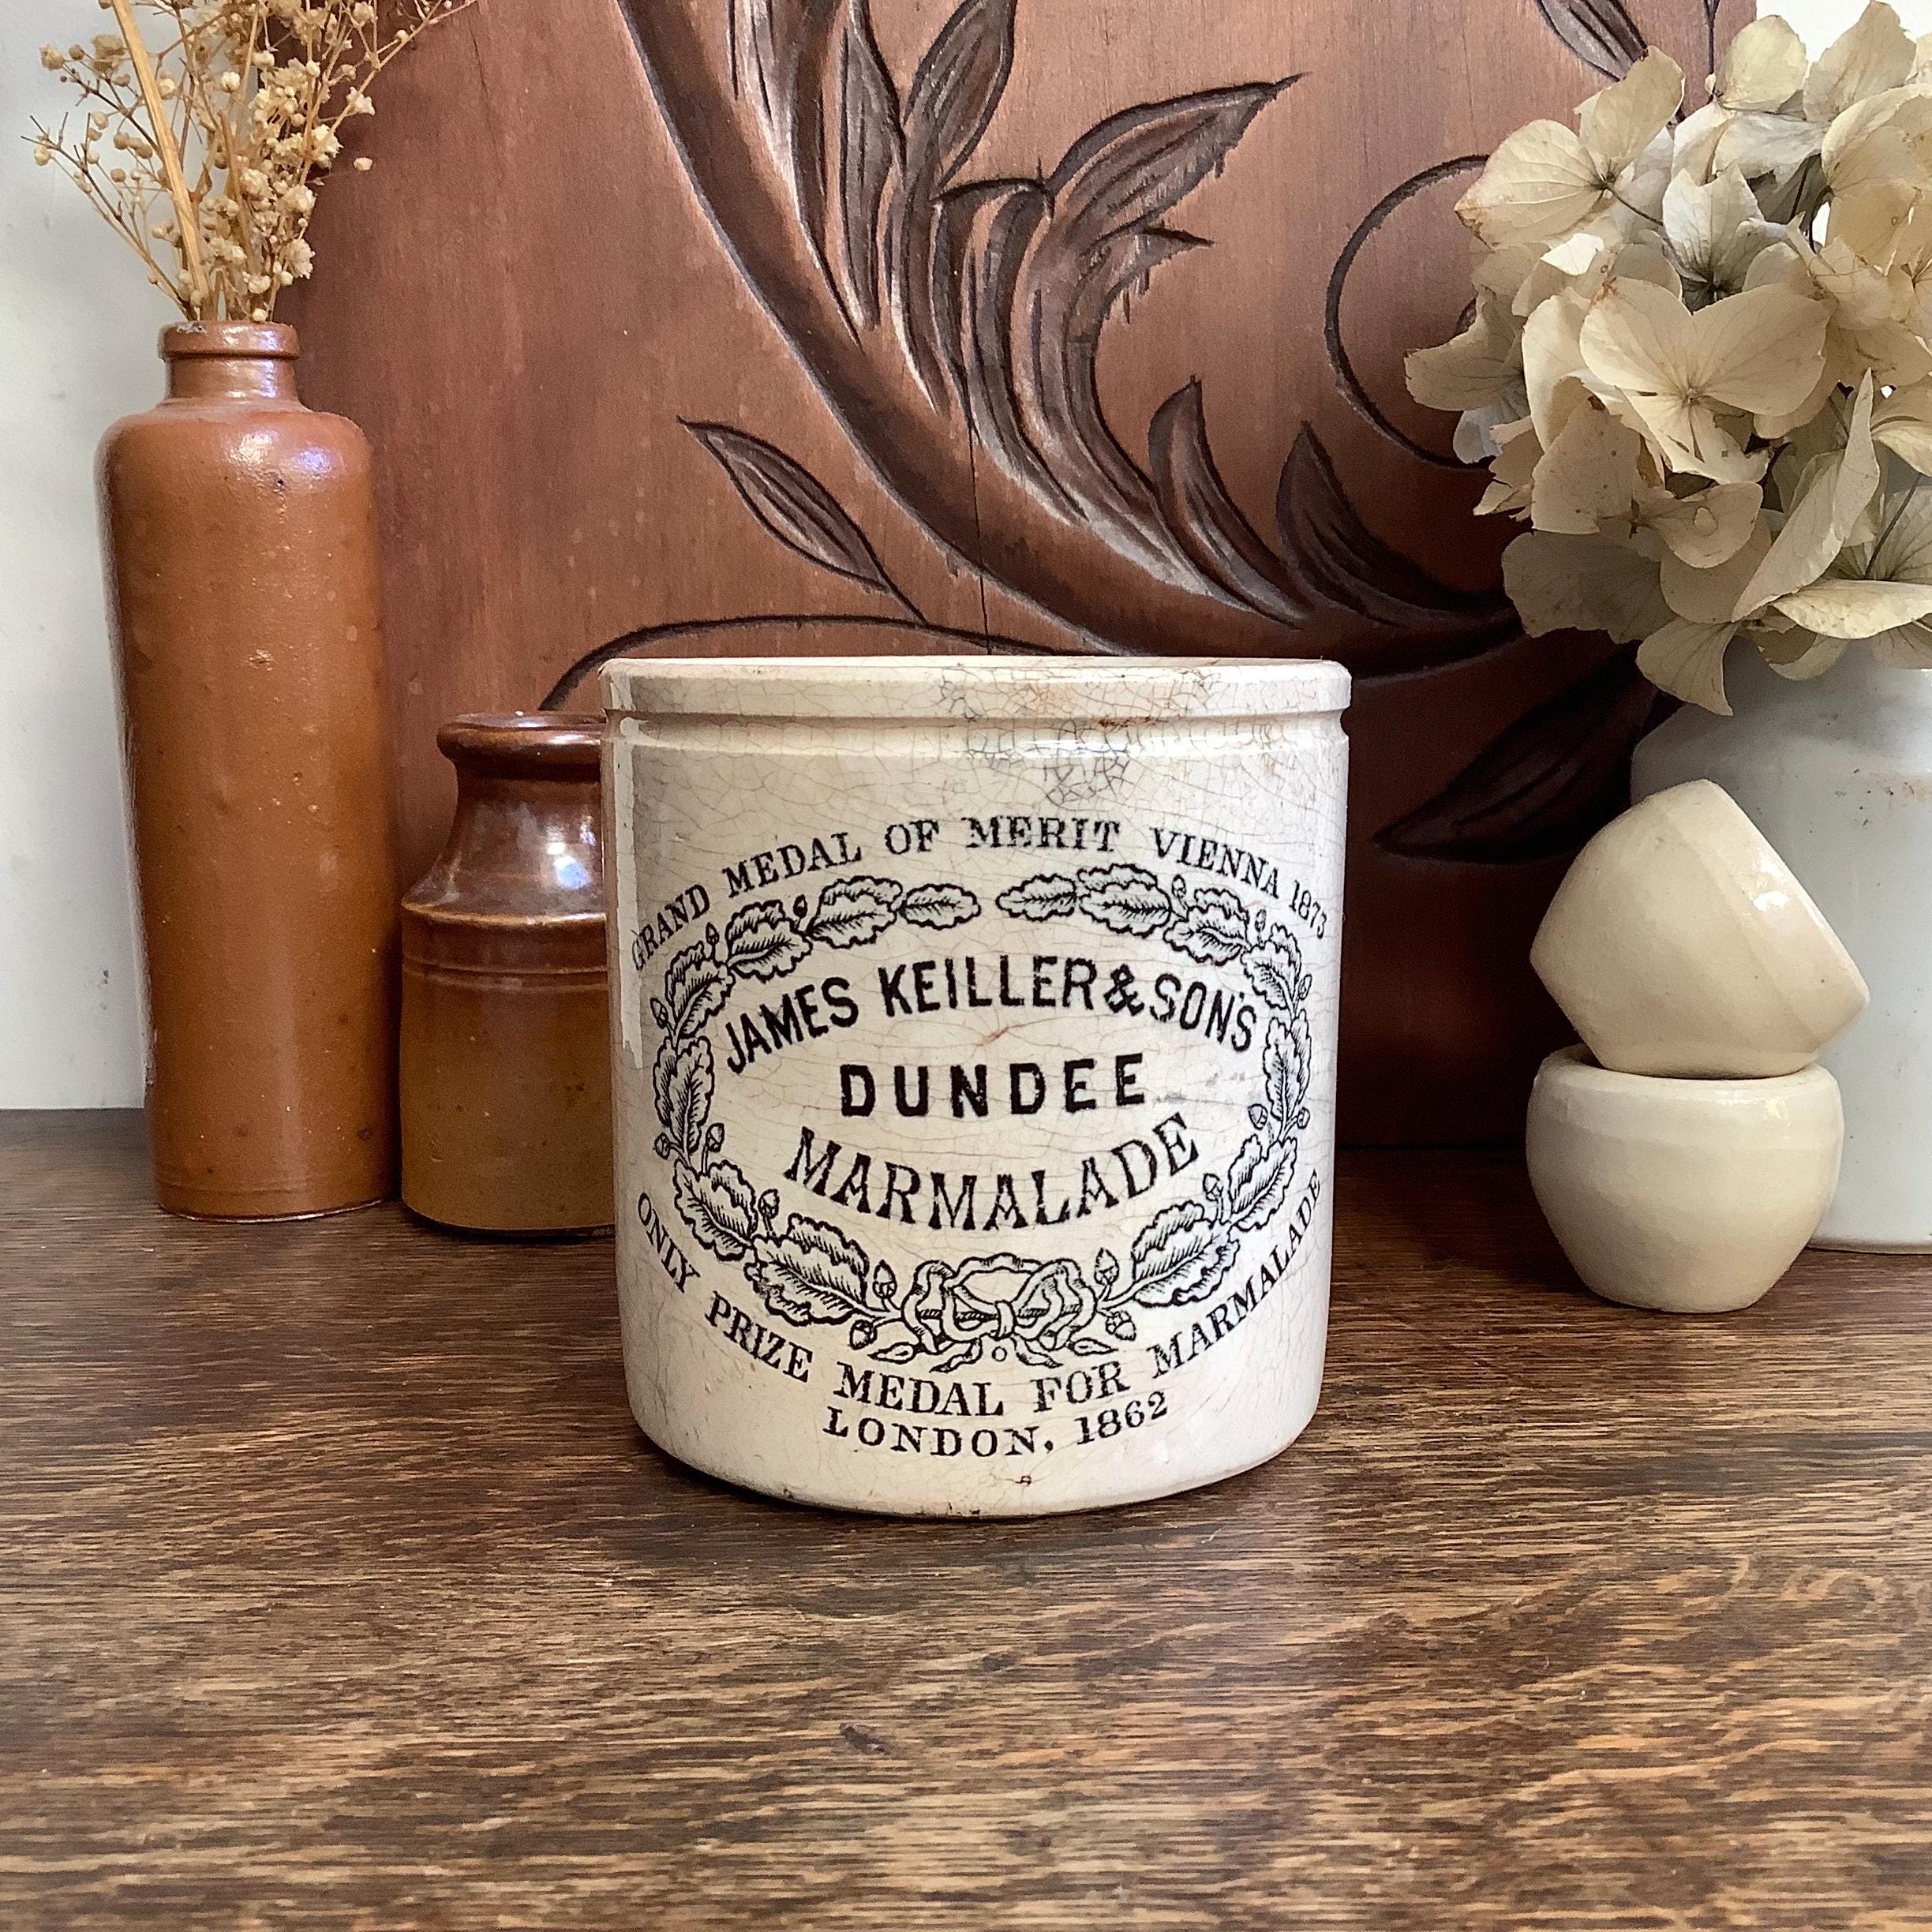 GRAND MEDAL OF MERIT VIENNA 1873
JAMES KEILLER & SON'S
DUNDEE
MARMALADE
ONLY PRIZE MEDAL FOR MARMALADE
LONDON, 1862